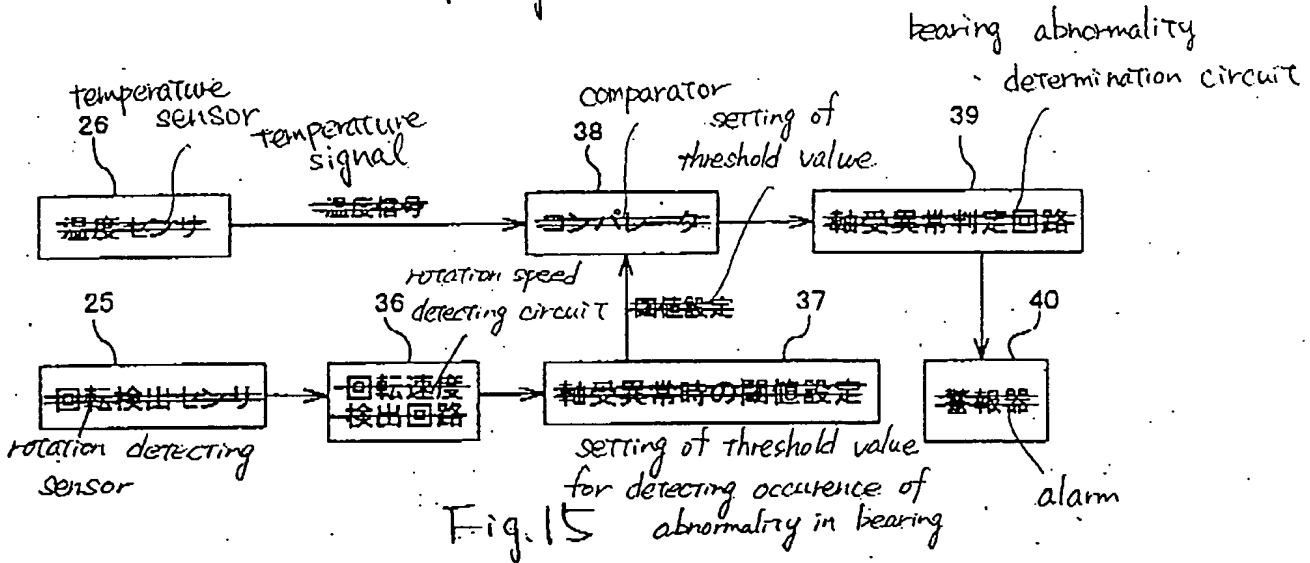 bearing abnormality
determination circuit
temperature
sensor
26
temperature
signal
comparator
38
setting of
threshold value
39
温度センサ
温度信号
コンパレータ
軸受異常判定回路
25
36
rotation speed
detecting circuit
閾値設定
37
40
回転検出センサ
回転速度
検出回路
軸受異常時の閾値設定
警報器
rotation detecting
sensor
setting of threshold value
for detecting occurence of
abnormality in bearing
alarm
Fig.15